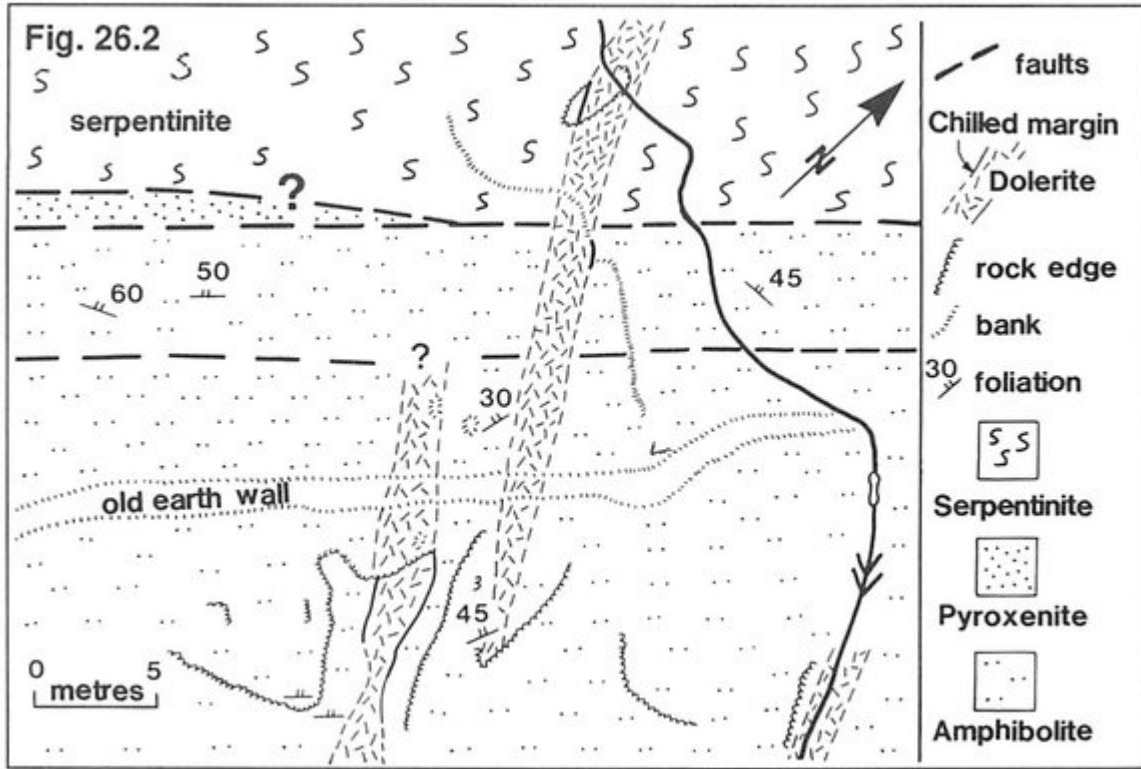 Fig. 26.2
serpentinite
?
50
60
45
?
30
old earth wall
3
45
0 5
metres
N
faults
Chilled margin
Dolerite
rock edge
bank
30
foliation
S S S
Serpentinite
Pyroxenite
Amphibolite